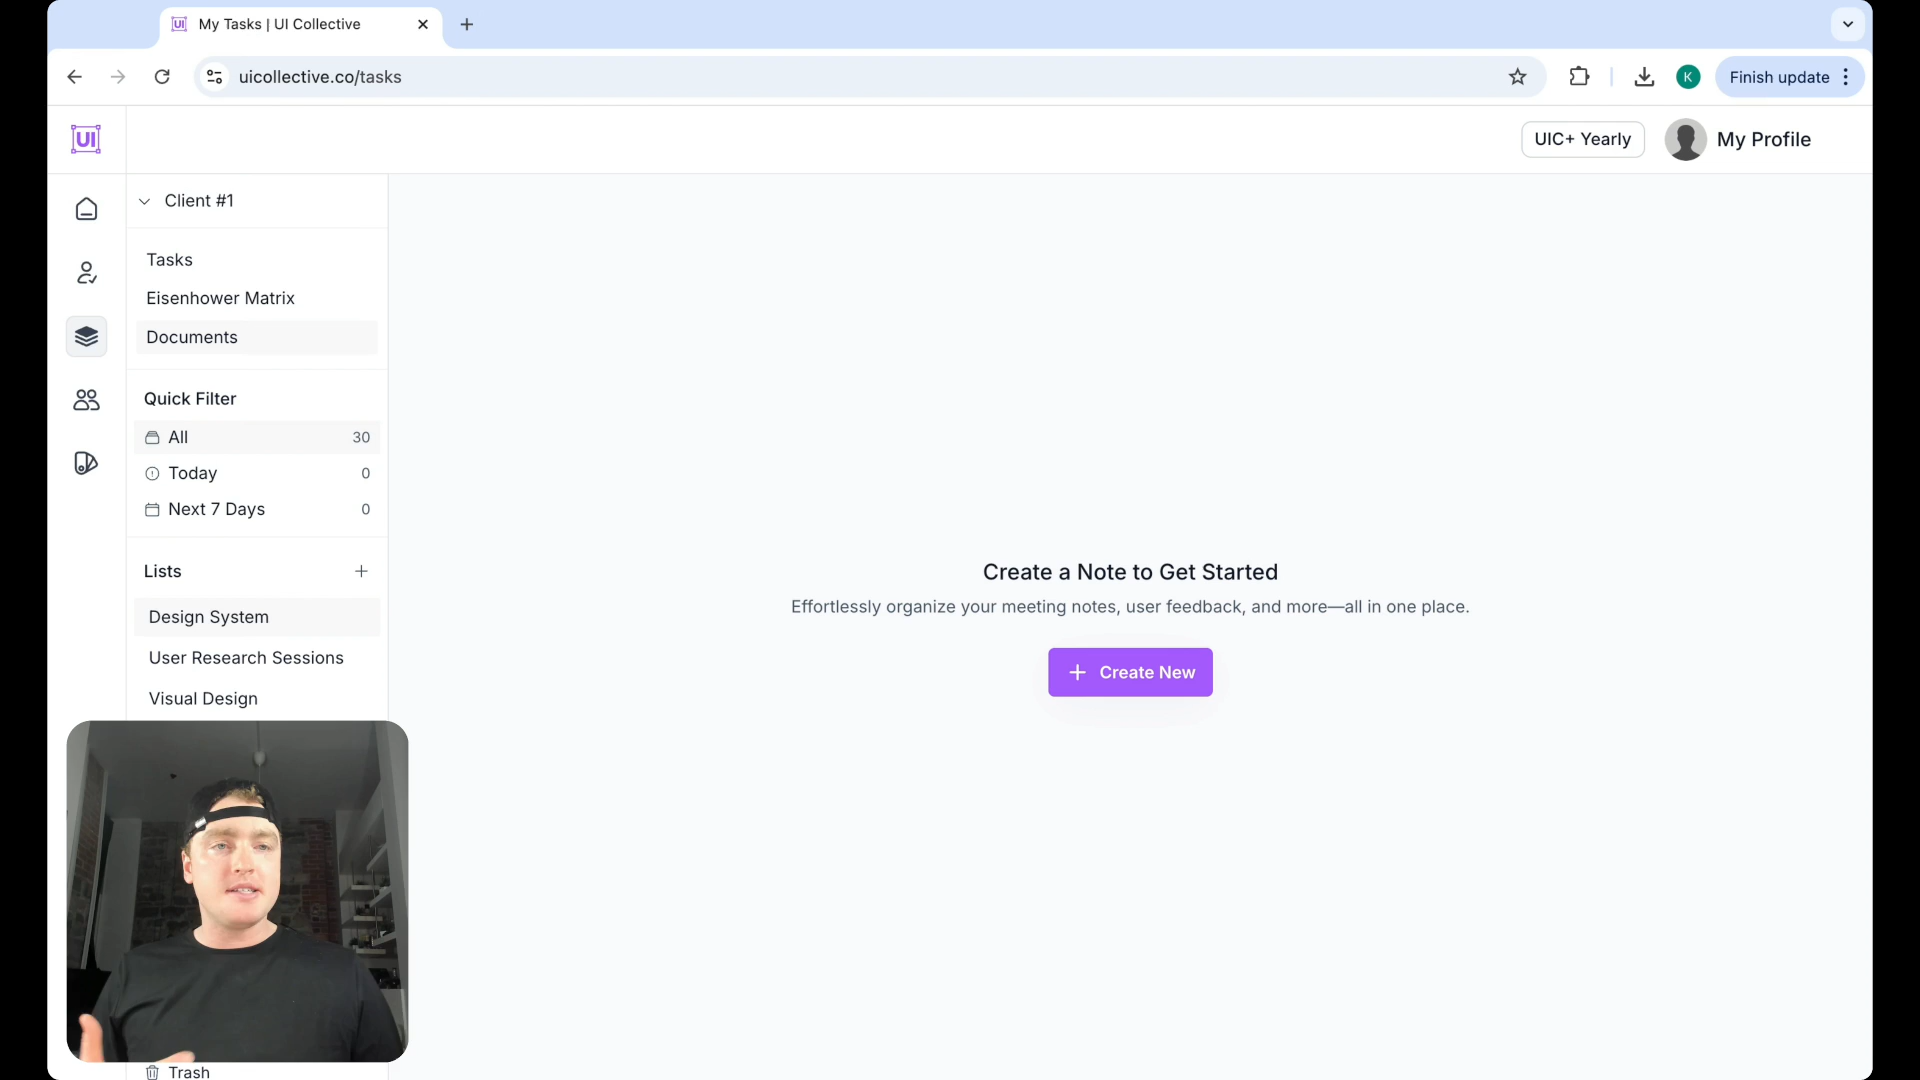 My Tasks | UI Collective
uicollective.co/tasks
K
Finish update
UI
UIC+ Yearly
My Profile
Client #1
Tasks
Eisenhower Matrix
Documents
Quick Filter
All 30
Today 0
Next 7 Days 0
Lists
Design System
User Research Sessions
Visual Design
Trash
Create a Note to Get Started
Effortlessly organize your meeting notes, user feedback, and more—all in one place.
Create New